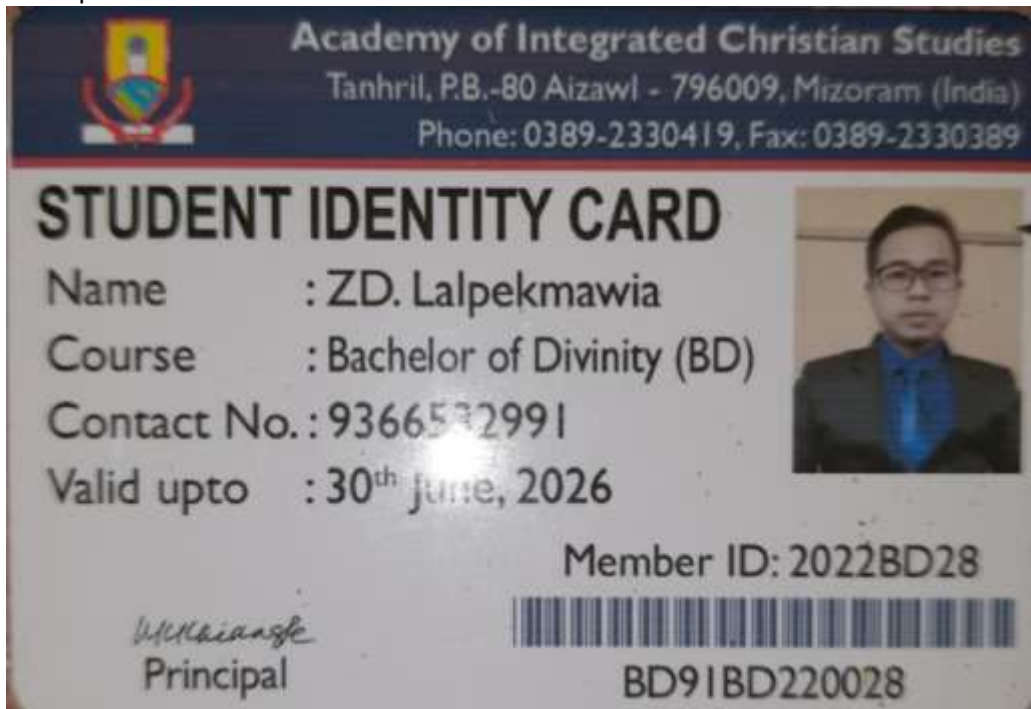 Academy of Integrated Christian Studies
Tanhril, P.B.-80 Aizawl - 796009, Mizoram (India)
Phone: 0389-2330419, Fax: 0389-2330389
STUDENT IDENTITY CARD
Name : ZD. Lalpekmawia
Course : Bachelor of Divinity (BD)
Contact No. :
Valid upto : 30th June, 2026
Member ID: 2022BD28
Principal
BD91BD220028